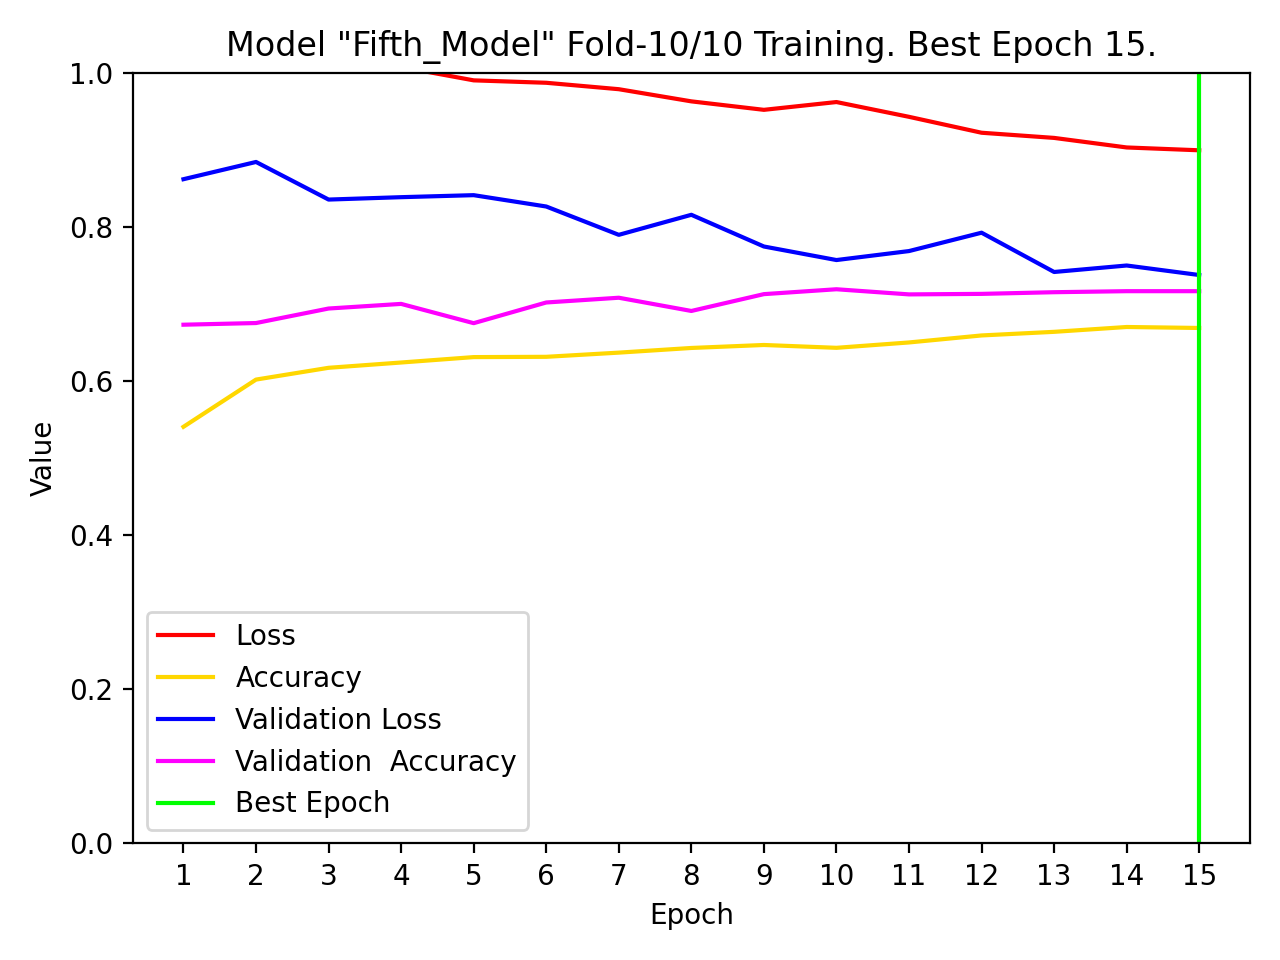 Model "Fifth_Model" Fold-10/10 Training. Best Epoch 15.
1.0
0.8
0.6
0.4
0.2
0.0
Value
Loss
Accuracy
Validation Loss
Validation  Accuracy
Best Epoch
1 2 3 4 5 6 7 8 9 10 11 12 13 14 15
Epoch